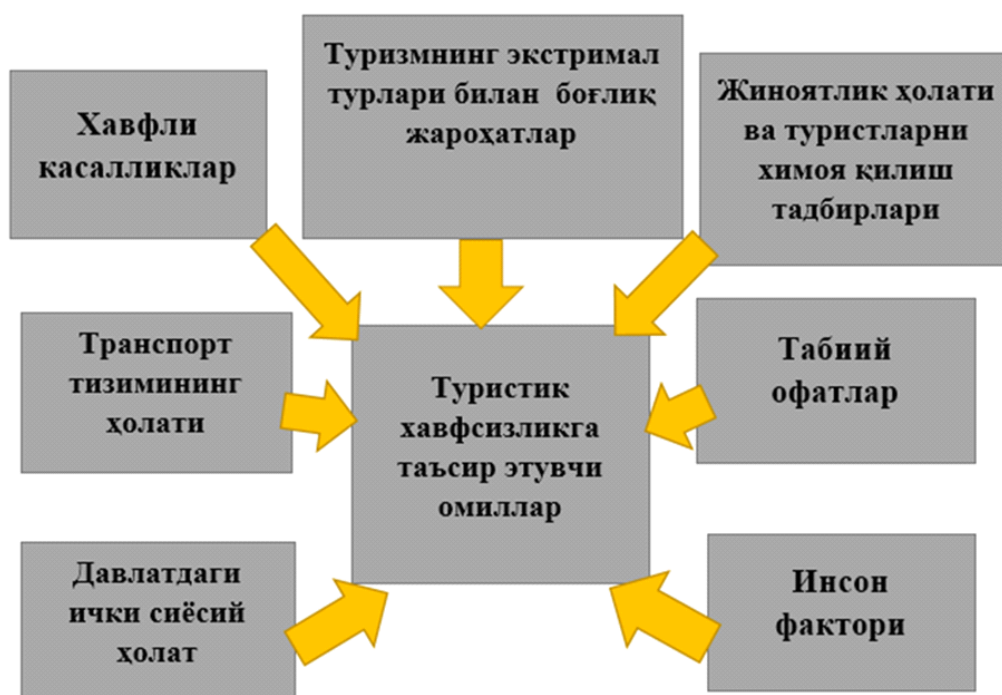 Хавфли
касалликлар
Туризмнинг экстримал
турлари билан боғлиқ
жароҳатлар
Жиноятлик ҳолати
ва туристларни
химоя қилиш
тадбирлари
Транспорт
тизимининг
ҳолати
Туристик
хавфсизликга
таъсир этувчи
омиллар
Табиий
офатлар
Давлатдаги
ички сиёсий
ҳолат
Инсон
фактори